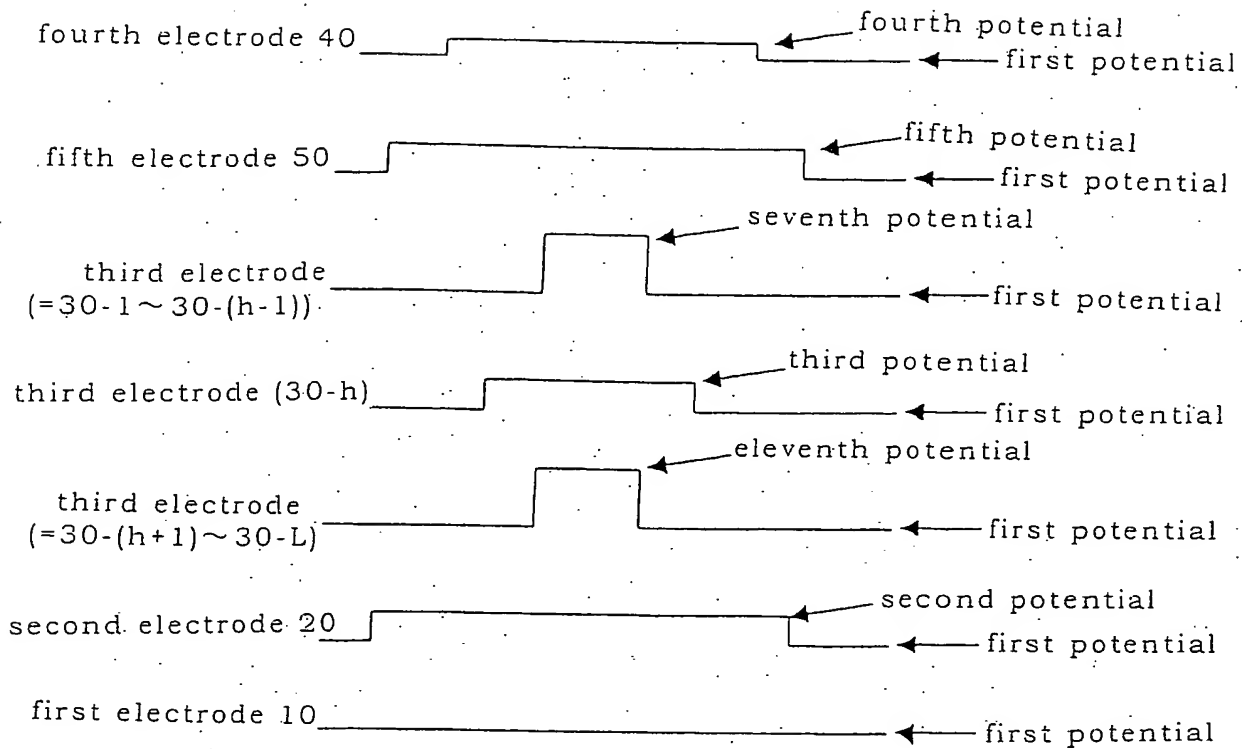 fourth electrode 40
fourth potential
first potential
fifth electrode 50
fifth potential
first potential
seventh potential
third electrode
(=30-1~30-(h-1))
first potential
third potential
third electrode (30-h)
first potential
eleventh potential
third electrode
(=30-(h+1)~30-L)
first potential
second potential
second electrode 20
first potential
first electrode 10
first potential